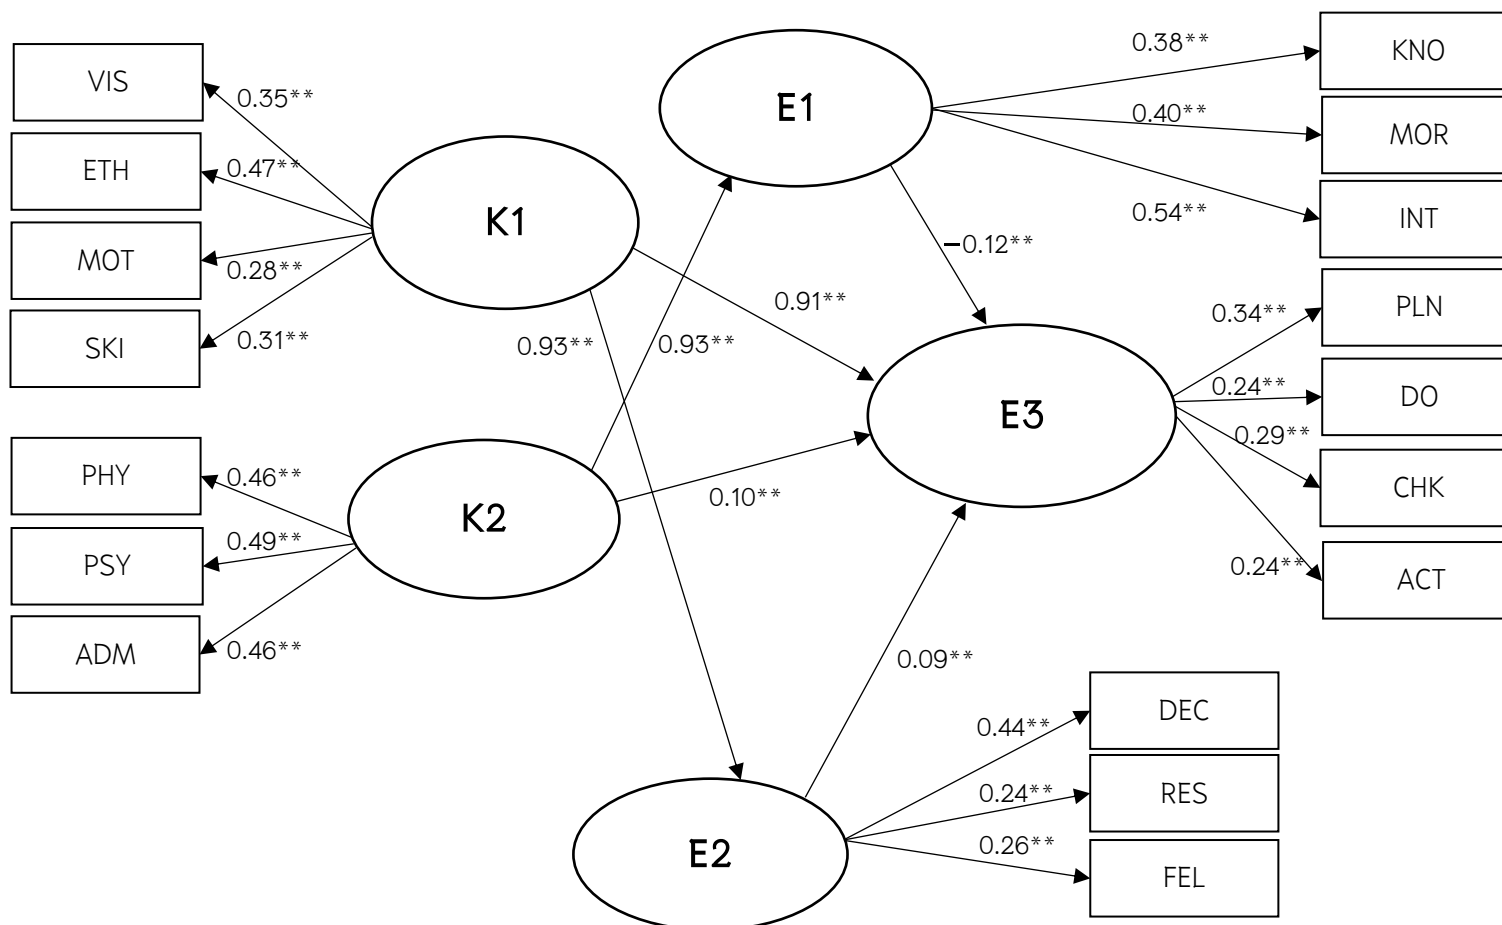 VIS
0.35**
ETH
0.47**
MOT
0.28**
SKI
0.31**
K1
E1
0.38**
KNO
0.40**
MOR
0.54**
INT
−0.12**
0.91**
0.93**
0.93**
PHY
0.46**
PSY
0.49**
ADM
0.46**
K2
0.10**
E3
0.34**
PLN
0.24**
DO
0.29**
CHK
0.24**
ACT
0.09**
E2
0.44**
DEC
0.24**
RES
0.26**
FEL